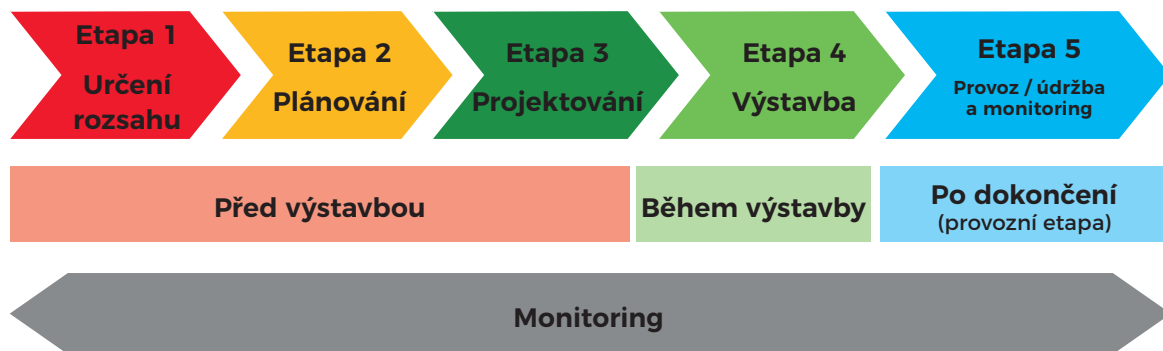 Etapa 1
Určení
rozsahu
Etapa 2
Plánování
Etapa 3
Projektování
Etapa 4
Výstavba
Etapa 5
Provoz / údržba
a monitoring
Před výstavbou
Během výstavby
Po dokončení
(provozní etapa)
Monitoring